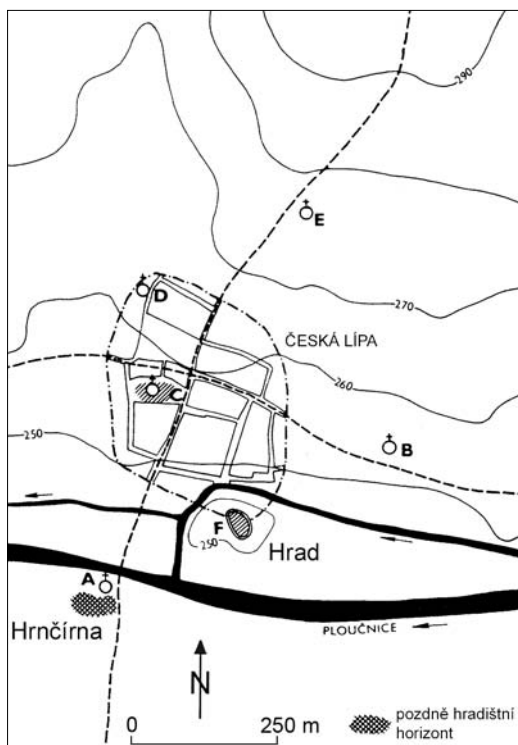 290
E
270
D
ČESKÁ LÍPA
260
C
250
B
F
250
Hrad
A
Hrnčírna
PLOUČNICE
N
0 250 m
pozdně hradištní
horizont